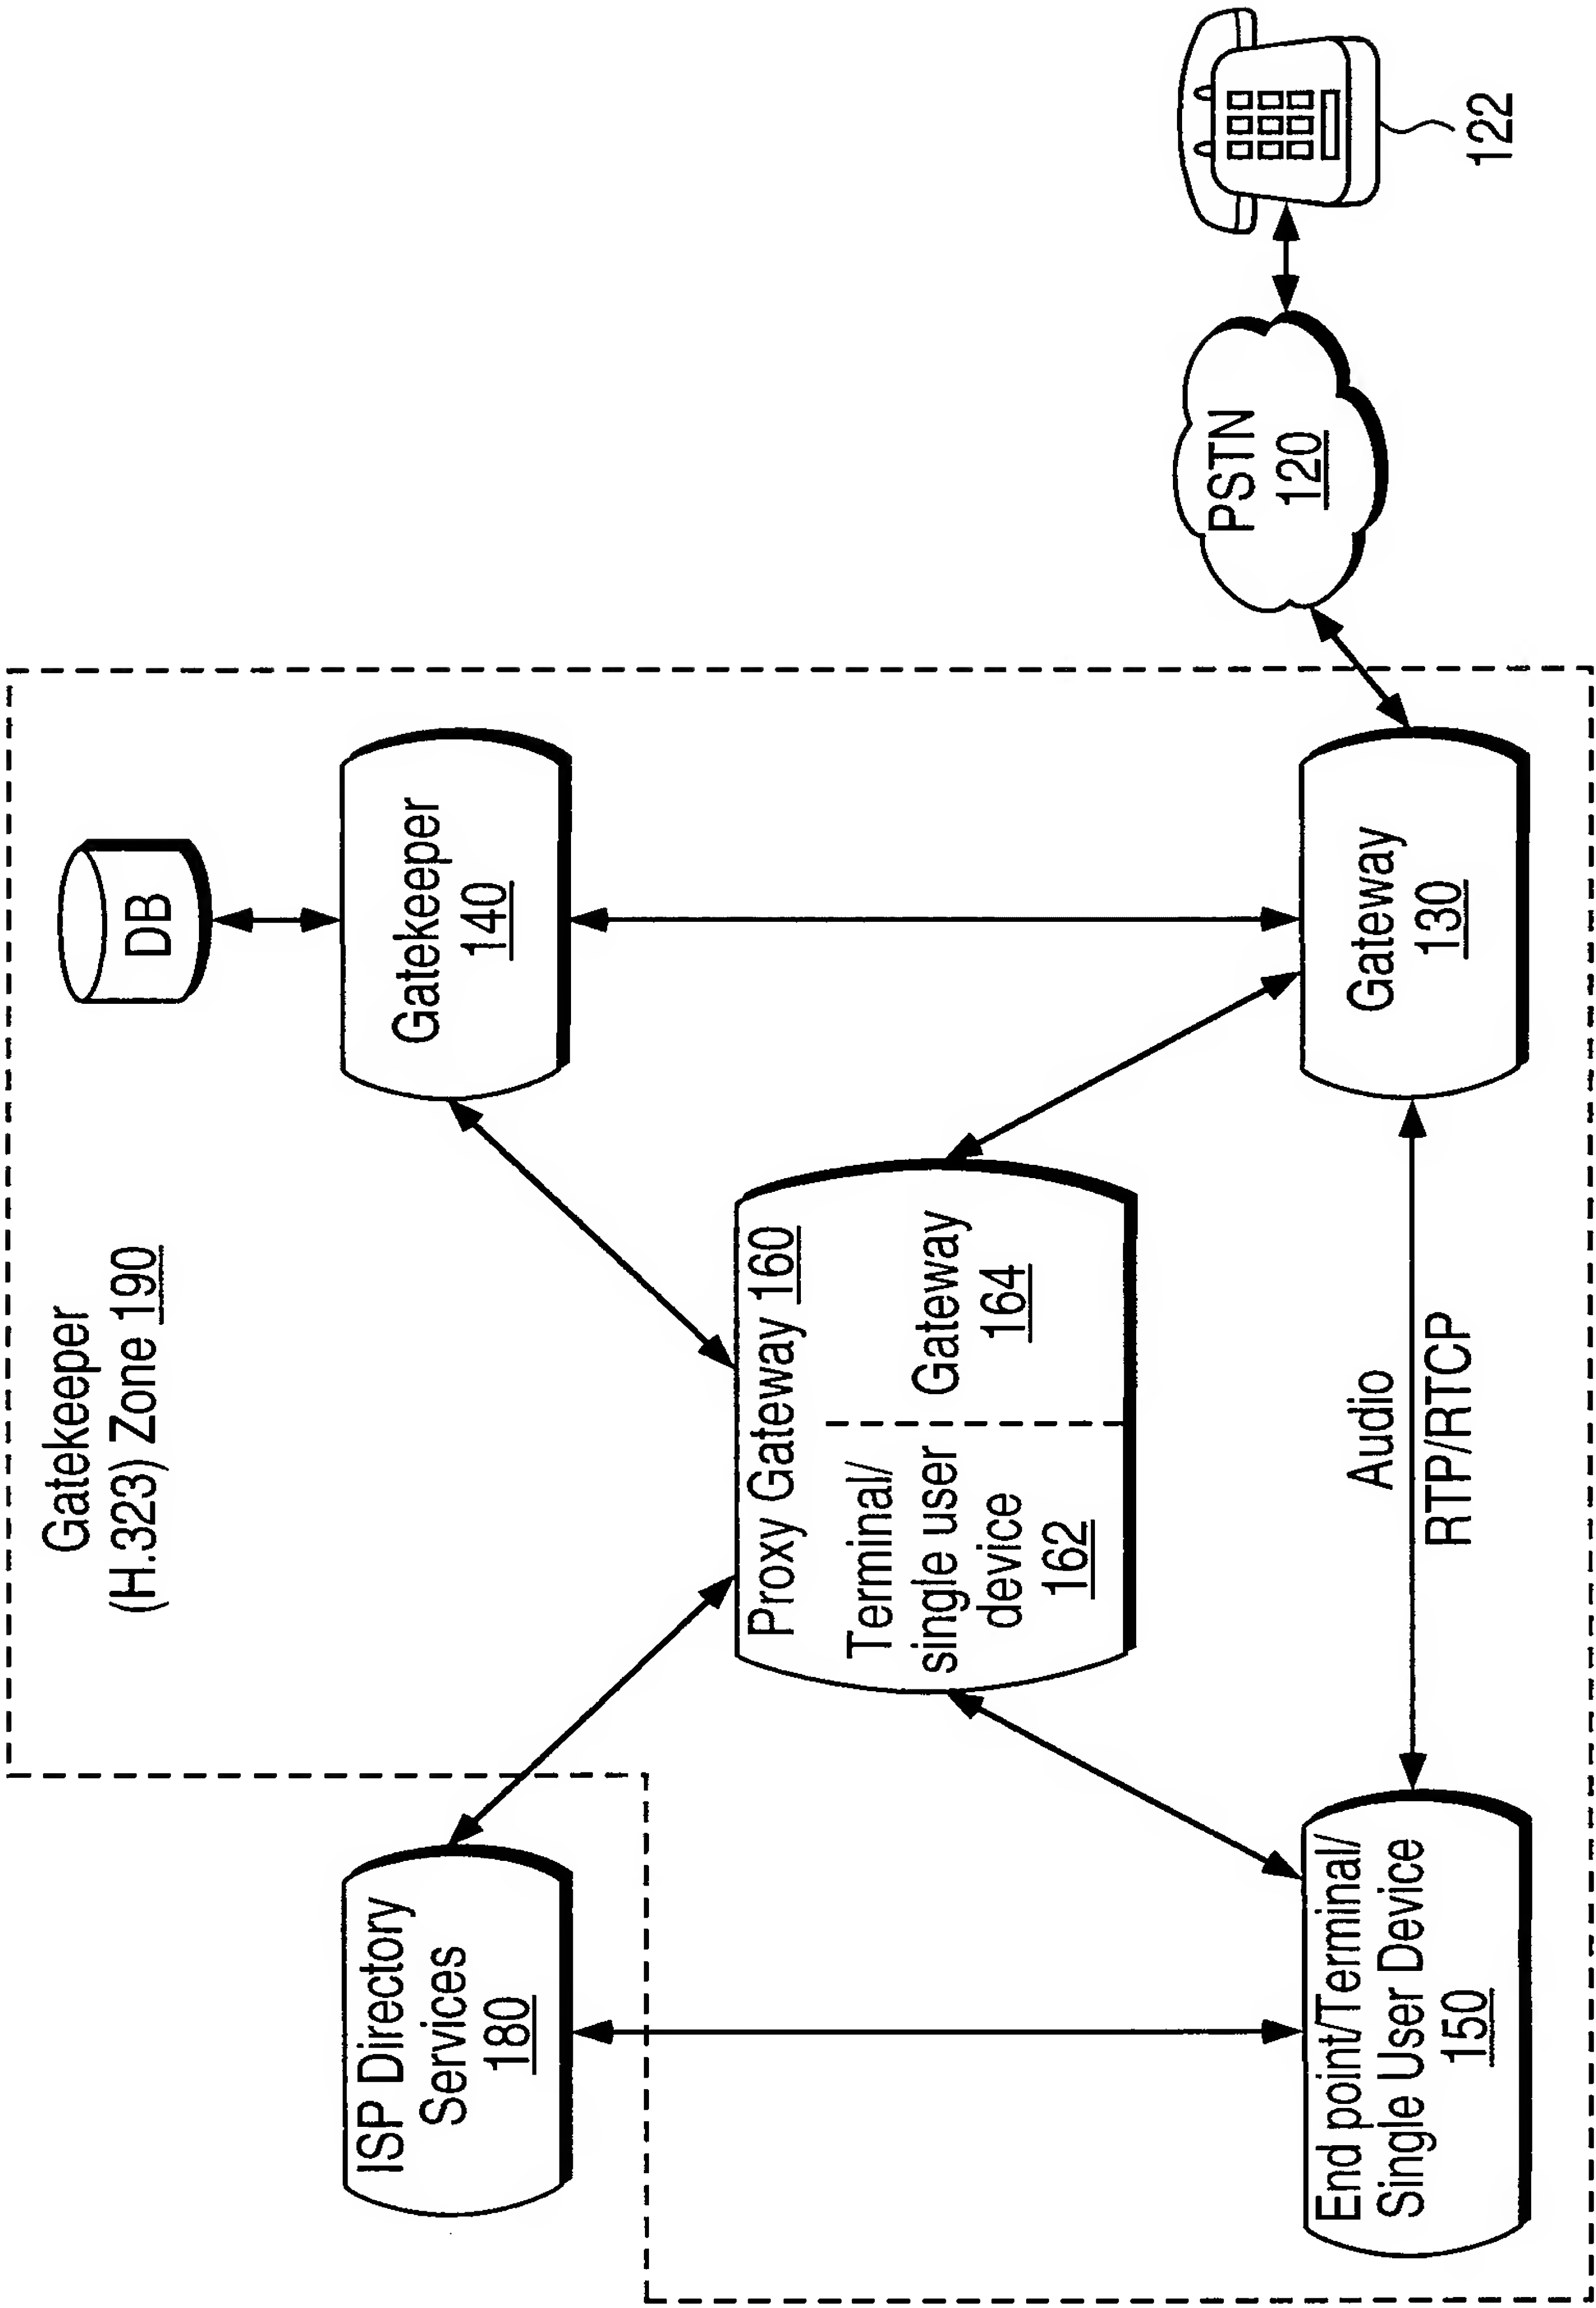 Gatekeeper
(H.323) Zone 190
DB
ISP Directory
Services
180
Gatekeeper
140
Proxy Gateway 160
Terminal/
single user
device
162
Gateway
164
PSTN
120
122
End point/Terminal/
Single User Device
150
Audio
RTP/RTCP
Gateway
130